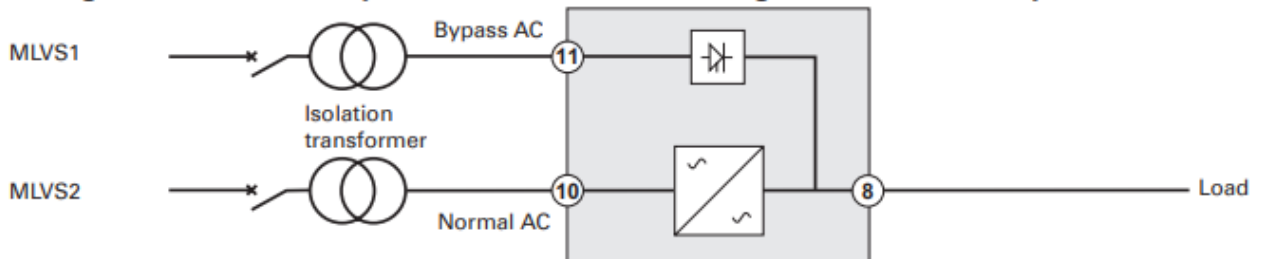 MLVS1
Bypass AC
11
Isolation
transformer
MLVS2
10
Normal AC
8
Load